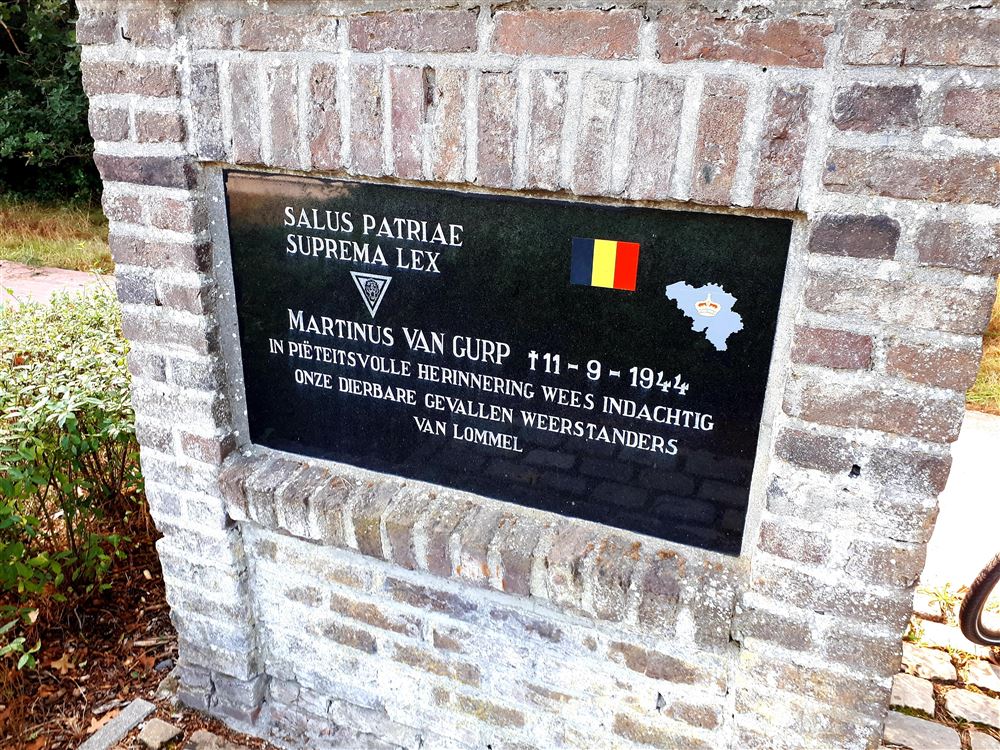 SALUS PATRIAE
SUPREMA LEX
MARTINUS VAN GURP †11-9-1944
IN PIËTEITSVOLLE HERINNERING WEES INDACHTIG
ONZE DIERBARE GEVALLEN WEERSTANDERS
VAN LOMMEL